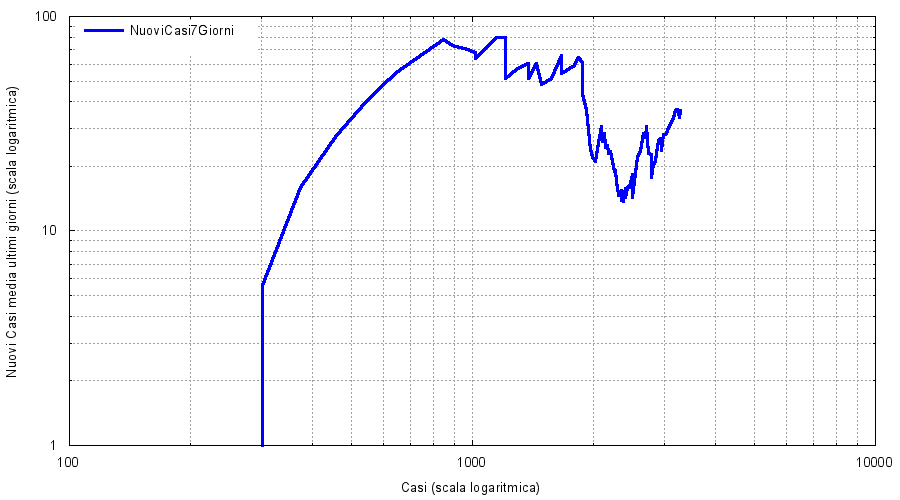 NuoviCasi7Giorni
100
10
1
Nuovi Casi media ultimi giorni (scala logaritmica)
100
1000
10000
Casi (scala logaritmica)